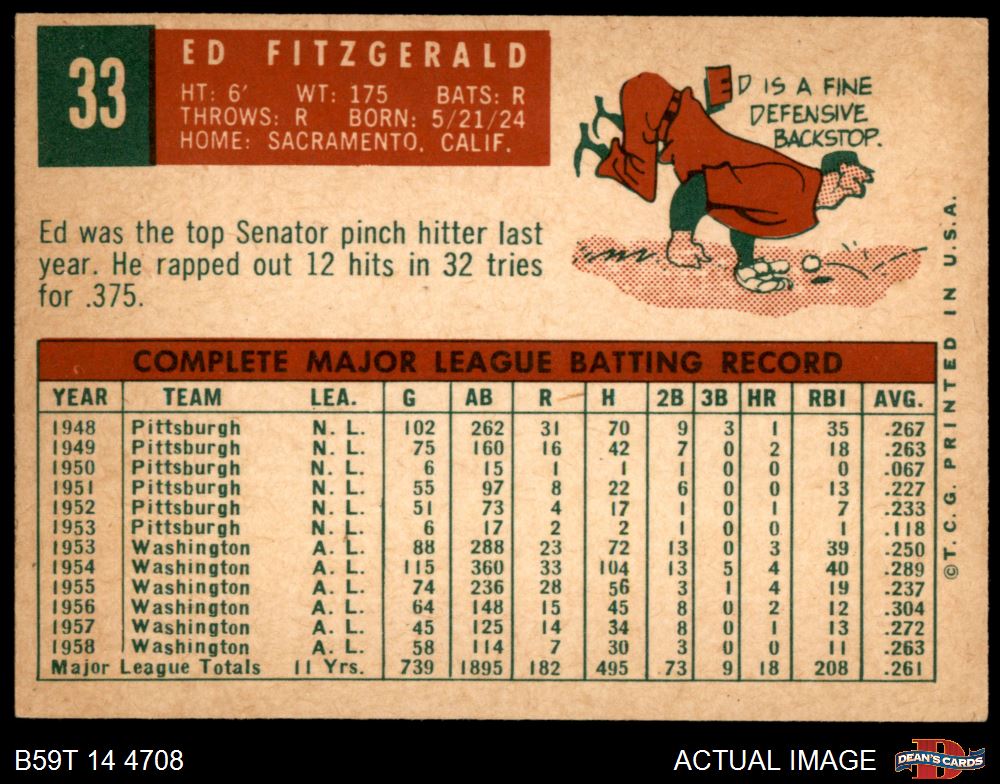 33
ED FITZGERALD
HT: 6' WT: 175 BATS: R
THROWS: R BORN: 5/21/24
HOME: SACRAMENTO, CALIF.
ED IS A FINE
DEFENSIVE
BACKSTOP.
Ed was the top Senator pinch hitter last
year. He rapped out 12 hits in 32 tries
for .375.
COMPLETE MAJOR LEAGUE BATTING RECORD
YEAR TEAM LEA. G AB R H 2B 3B HR RBI AVG.
1948 Pittsburgh N. L. 102 262 31 70 9 3 1 35 .267
1949 Pittsburgh N. L. 75 160 16 42 7 0 2 18 .263
1950 Pittsburgh N. L. 6 15 1 1 1 0 0 0 .067
1951 Pittsburgh N. L. 55 97 8 22 6 0 0 13 .227
1952 Pittsburgh N. L. 51 73 4 17 1 0 1 7 .233
1953 Pittsburgh N. L. 6 17 2 2 1 0 0 1 .118
1953 Washington A. L. 88 288 23 72 13 0 3 39 .250
1954 Washington A. L. 115 360 33 104 13 5 4 40 .289
1955 Washington A. L. 74 236 28 56 3 1 4 19 .237
1956 Washington A. L. 64 148 15 45 8 0 2 12 .304
1957 Washington A. L. 45 125 14 34 8 0 1 13 .272
1958 Washington A. L. 58 114 7 30 3 0 0 11 .263
Major League Totals 11 Yrs. 739 1895 182 495 73 9 18 208 .261
©T.C.G. PRINTED IN U.S.A.
B59T 14 4708
ACTUAL IMAGE
DEAN'S CARDS